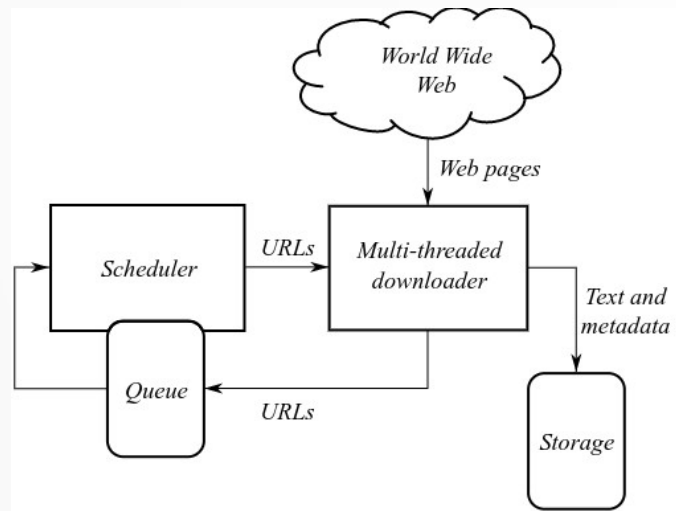 World Wide
Web
Web pages
Scheduler
URLs
Multi-threaded
downloader
Text and
metadata
Queue
URLs
Storage